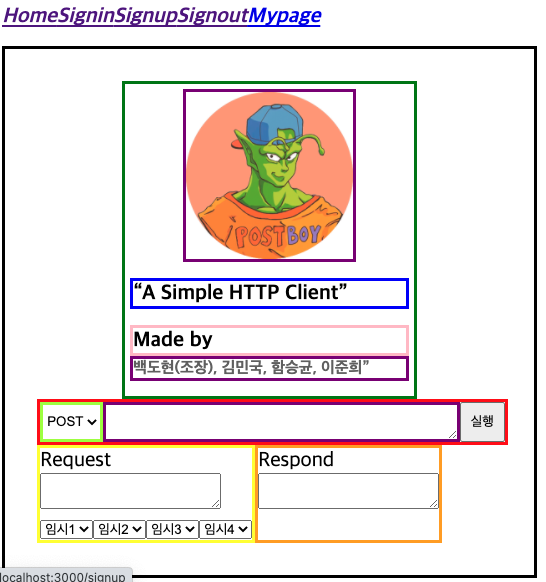 HomeSigninSignupSignoutMypage
POSTBOY
“A Simple HTTP Client”
Made by
백도현(조장), 김민국, 함승균, 이준희”
POST 실행
Request Respond
임시1 임시2 임시3 임시4
localhost:3000/signup